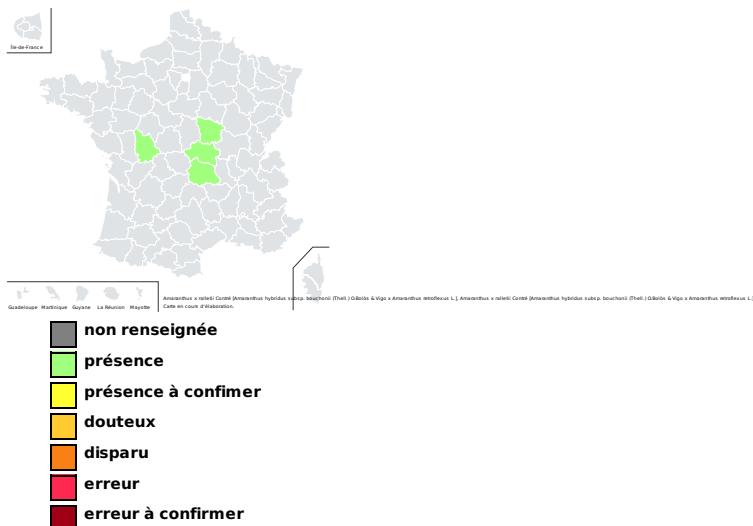 Île-de-France
Guadeloupe Martinique Guyane La Réunion Mayotte
Amaranthus x ralletii Contré [Amaranthus hybridus subsp. bouchonii (Thell.) O.Bolòs & Vigo x Amaranthus retroflexus L.], Amaranthus x ralletii Contré [Amaranthus hybridus subsp. bouchonii (Thell.) O.Bolòs & Vigo x Amaranthus retroflexus L.]
Carte en cours d'élaboration.
non renseignée
présence
présence à confimer
douteux
disparu
erreur
erreur à confirmer